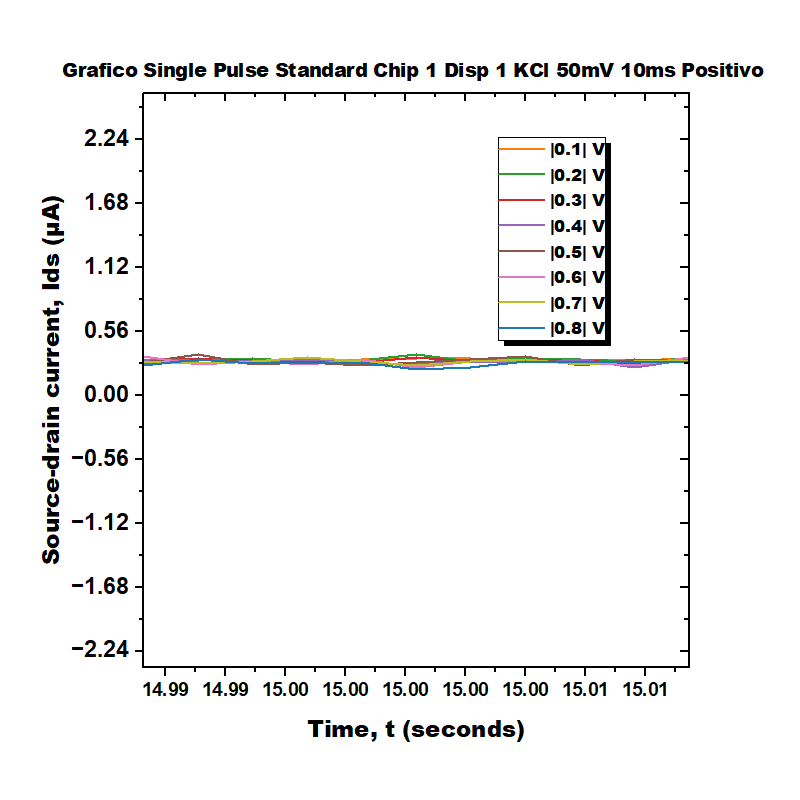 Grafico Single Pulse Standard Chip 1 Disp 1 KCl 50mV 10ms Positivo
2.24
1.68
1.12
0.56
0.00
−0.56
−1.12
−1.68
−2.24
Source-drain current, Ids (µA)
|0.1| V
|0.2| V
|0.3| V
|0.4| V
|0.5| V
|0.6| V
|0.7| V
|0.8| V
14.99 14.99 15.00 15.00 15.00 15.00 15.00 15.01 15.01
Time, t (seconds)